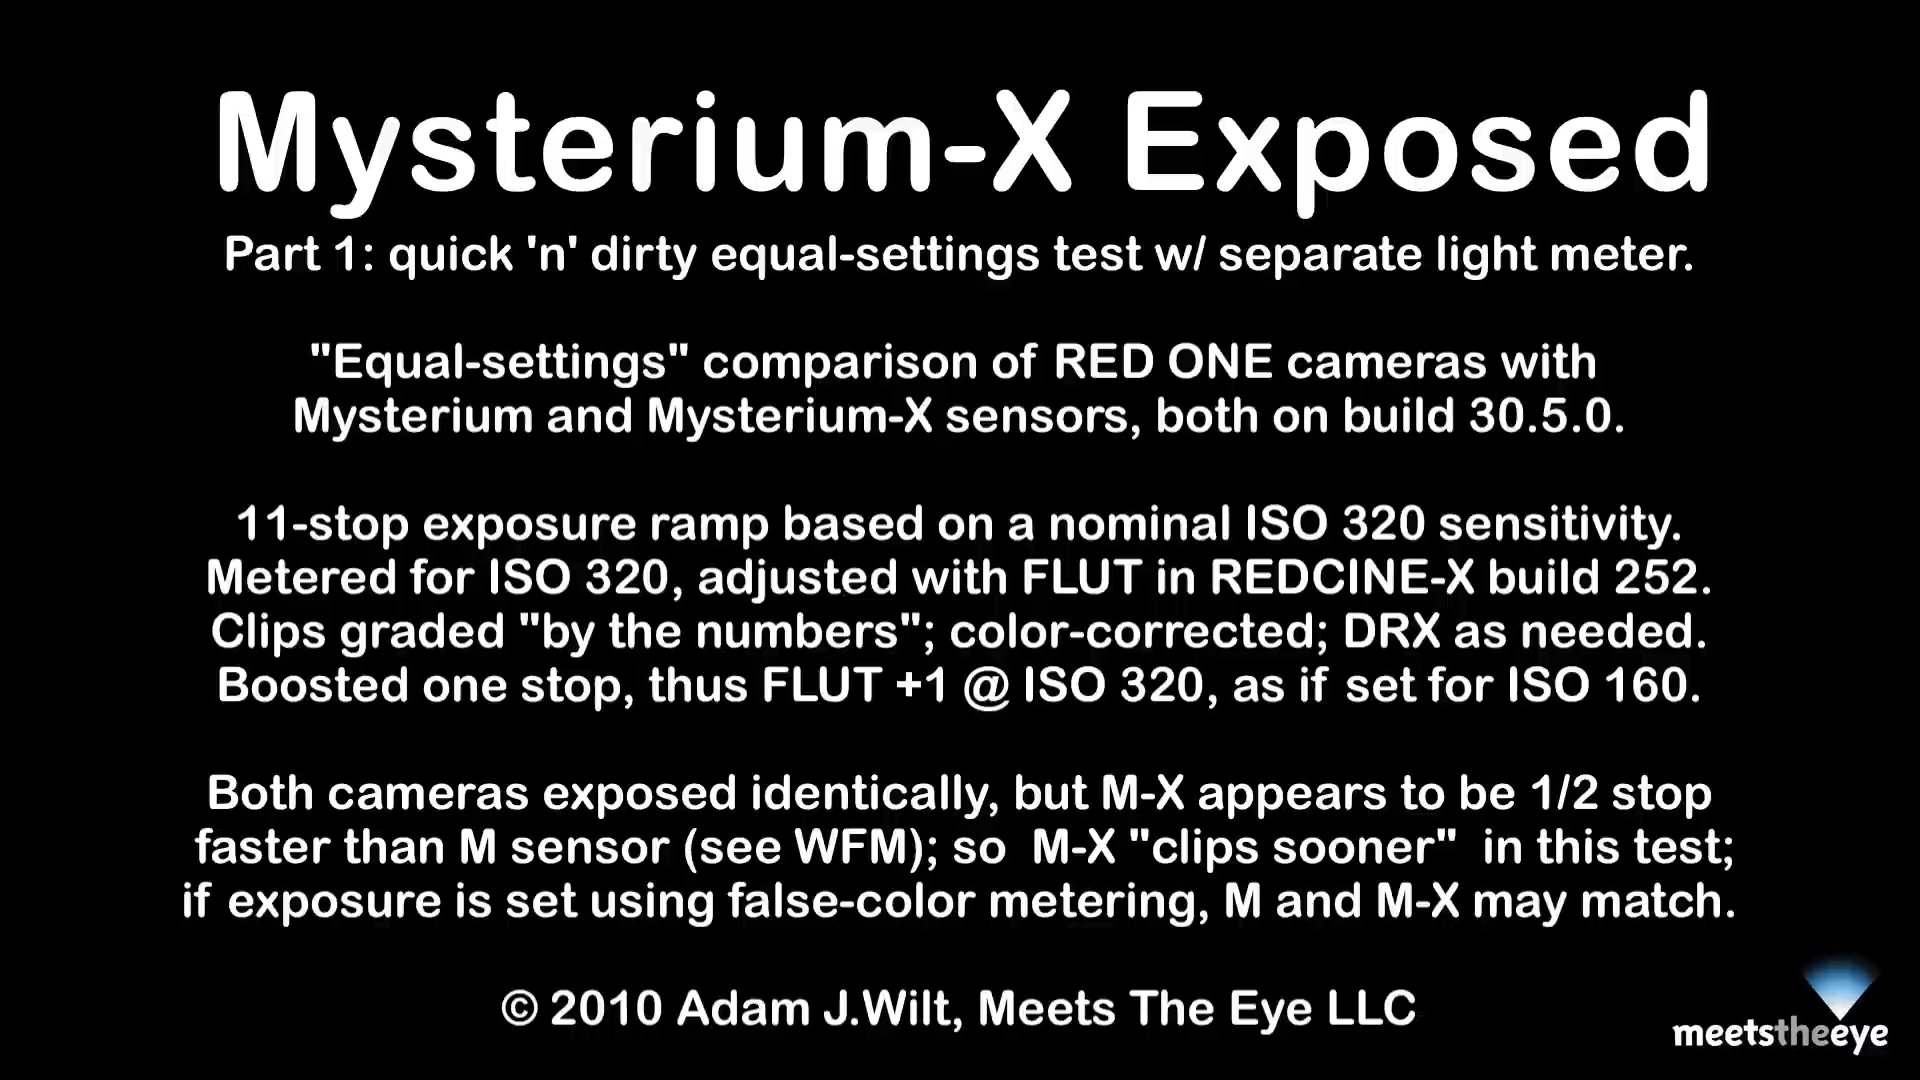 Mysterium-X Exposed
Part 1: quick 'n' dirty equal-settings test w/ separate light meter.
"Equal-settings" comparison of RED ONE cameras with
Mysterium and Mysterium-X sensors, both on build 30.5.0.
11-stop exposure ramp based on a nominal ISO 320 sensitivity.
Metered for ISO 320, adjusted with FLUT in REDCINE-X build 252.
Clips graded "by the numbers"; color-corrected; DRX as needed.
Boosted one stop, thus FLUT +1 @ ISO 320, as if set for ISO 160.
Both cameras exposed identically, but M-X appears to be 1/2 stop
faster than M sensor (see WFM); so M-X "clips sooner" in this test;
if exposure is set using false-color metering, M and M-X may match.
© 2010 Adam J.Wilt, Meets The Eye LLC
meetstheeye